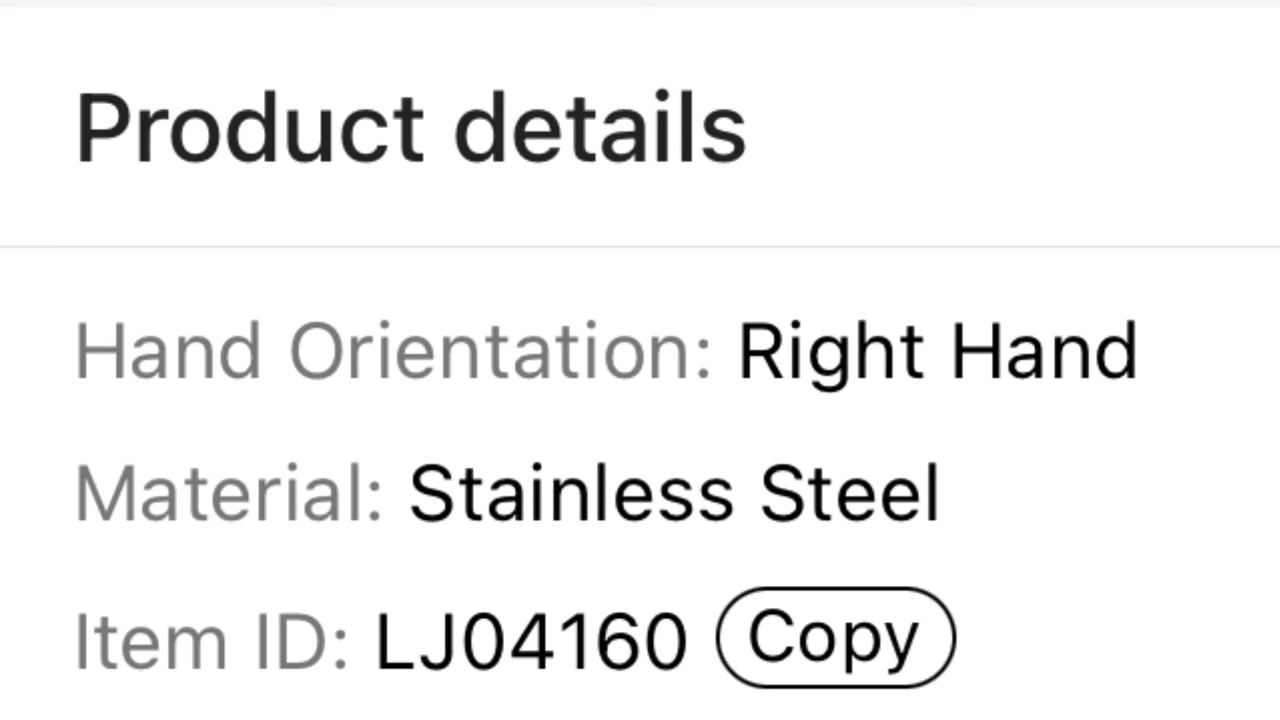 Product details
Hand Orientation: Right Hand
Material: Stainless Steel
Item ID: LJ04160 Copy